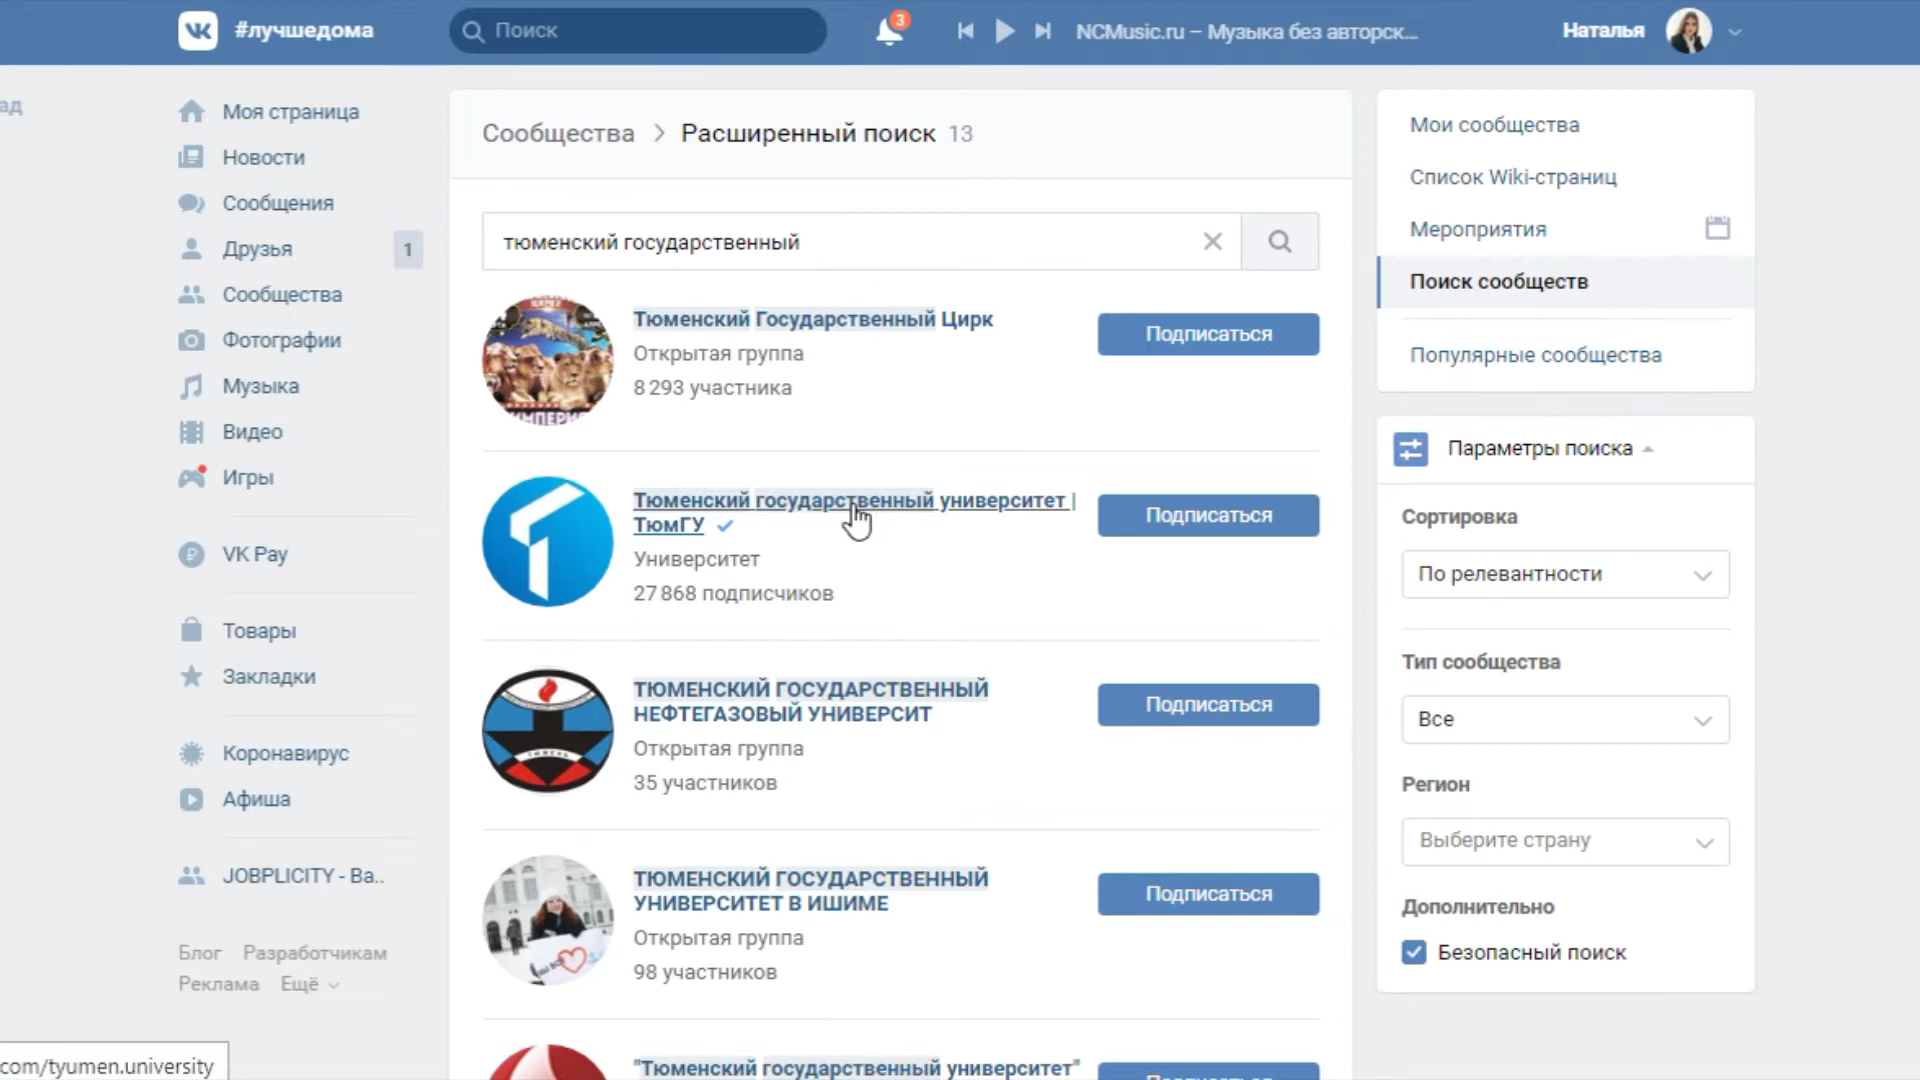 #лучшедома
Поиск
3
NCMusic.ru – Музыка без авторск...
Наталья
ад
Моя страница
Новости
Сообщения
Друзья
1
Сообщества
Фотографии
Музыка
Видео
Игры
VK Pay
Товары
Закладки
Коронавирус
Афиша
JOBPLICITY - Ba..
Блог Разработчикам
Реклама Ещё
com/tyumen.university
Сообщества > Расширенный поиск 13
тюменский государственный
Тюменский Государственный Цирк
Открытая группа
8 293 участника
Подписаться
Тюменский государственный университет |
ТюмГУ
Университет
27 868 подписчиков
Подписаться
ТЮМЕНСКИЙ ГОСУДАРСТВЕННЫЙ
НЕФТЕГАЗОВЫЙ УНИВЕРСИТ
Открытая группа
35 участников
Подписаться
ТЮМЕНСКИЙ ГОСУДАРСТВЕННЫЙ
УНИВЕРСИТЕТ В ИШИМЕ
Открытая группа
98 участников
Подписаться
"Тюменский государственный университет"
Подписаться
Мои сообщества
Список Wiki-страниц
Мероприятия
Поиск сообществ
Популярные сообщества
Параметры поиска
Сортировка
По релевантности
Тип сообщества
Все
Регион
Выберите страну
Дополнительно
Безопасный поиск